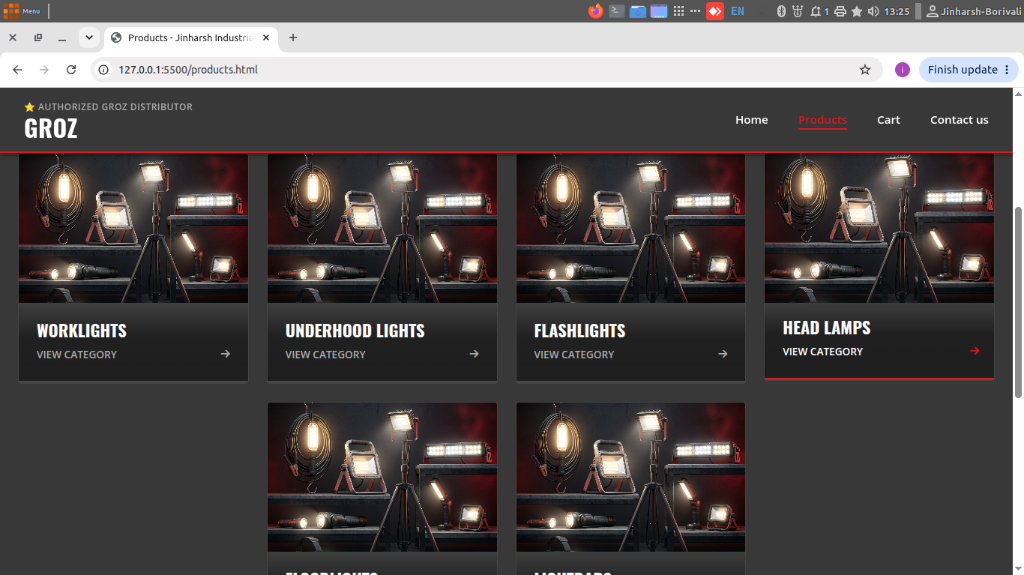 Menu
EN
1
13:25
Jinharsh-Borivali
Products - Jinharsh Industria
127.0.0.1:5500/products.html
Finish update
⭐ AUTHORIZED GROZ DISTRIBUTOR
GROZ
Home Products Cart Contact us
WORKLIGHTS
VIEW CATEGORY →
UNDERHOOD LIGHTS
VIEW CATEGORY →
FLASHLIGHTS
VIEW CATEGORY →
HEAD LAMPS
VIEW CATEGORY →